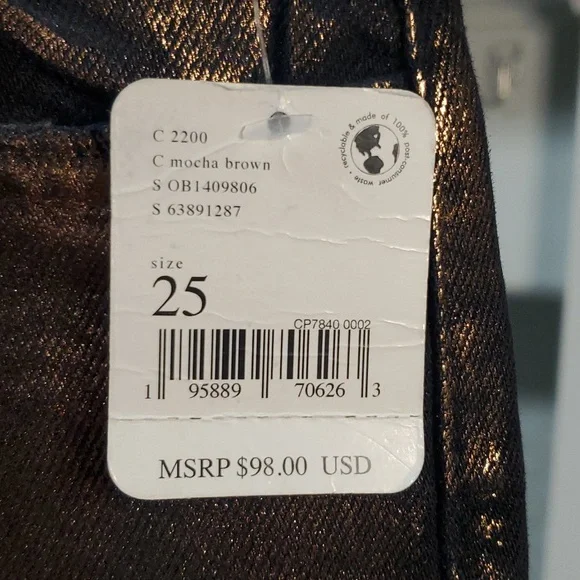 C 2200
C mocha brown
S OB1409806
S 63891287
recyclable & made of 100% post-consumer waste
size
25
CP7840 0002
1 95889 70626 3
MSRP $98.00 USD